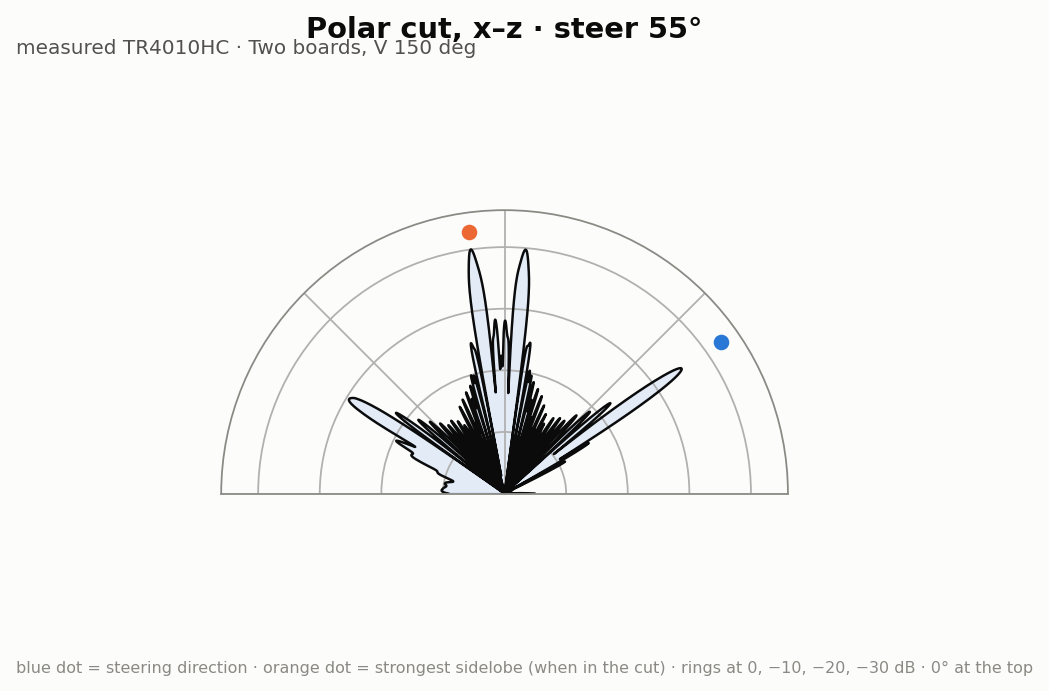 Polar cut, x–z · steer 55°
measured TR4010HC · Two boards, V 150 deg
blue dot = steering direction · orange dot = strongest sidelobe (when in the cut) · rings at 0, −10, −20, −30 dB · 0° at the top